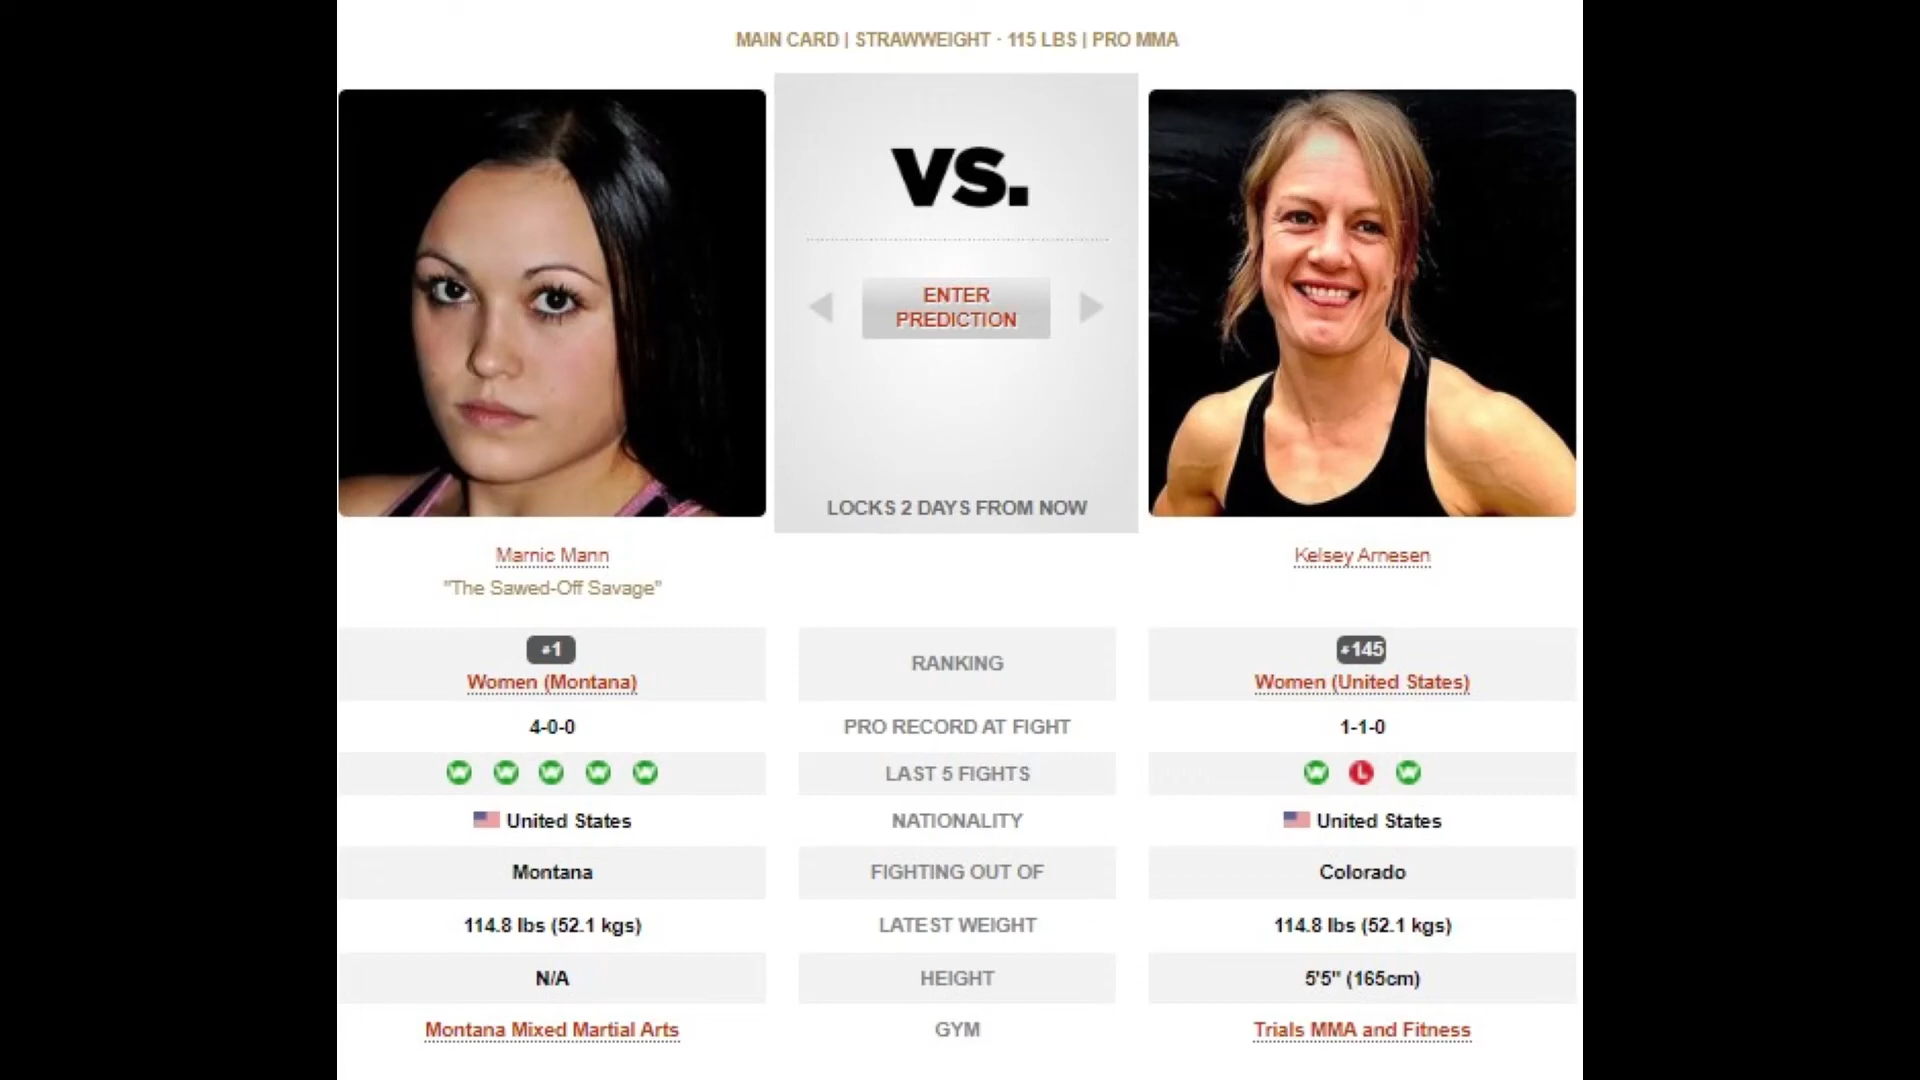 MAIN CARD | STRAWWEIGHT · 115 LBS | PRO MMA
VS.
ENTER
PREDICTION
LOCKS 2 DAYS FROM NOW
Marnic Mann
Kelsey Arnesen
"The Sawed-Off Savage"
#1
Women (Montana)
RANKING
#145
Women (United States)
4-0-0
PRO RECORD AT FIGHT
1-1-0
W W W W W
LAST 5 FIGHTS
W L W
United States
NATIONALITY
United States
Montana
FIGHTING OUT OF
Colorado
114.8 lbs (52.1 kgs)
LATEST WEIGHT
114.8 lbs (52.1 kgs)
N/A
HEIGHT
5'5" (165cm)
Montana Mixed Martial Arts
GYM
Trials MMA and Fitness